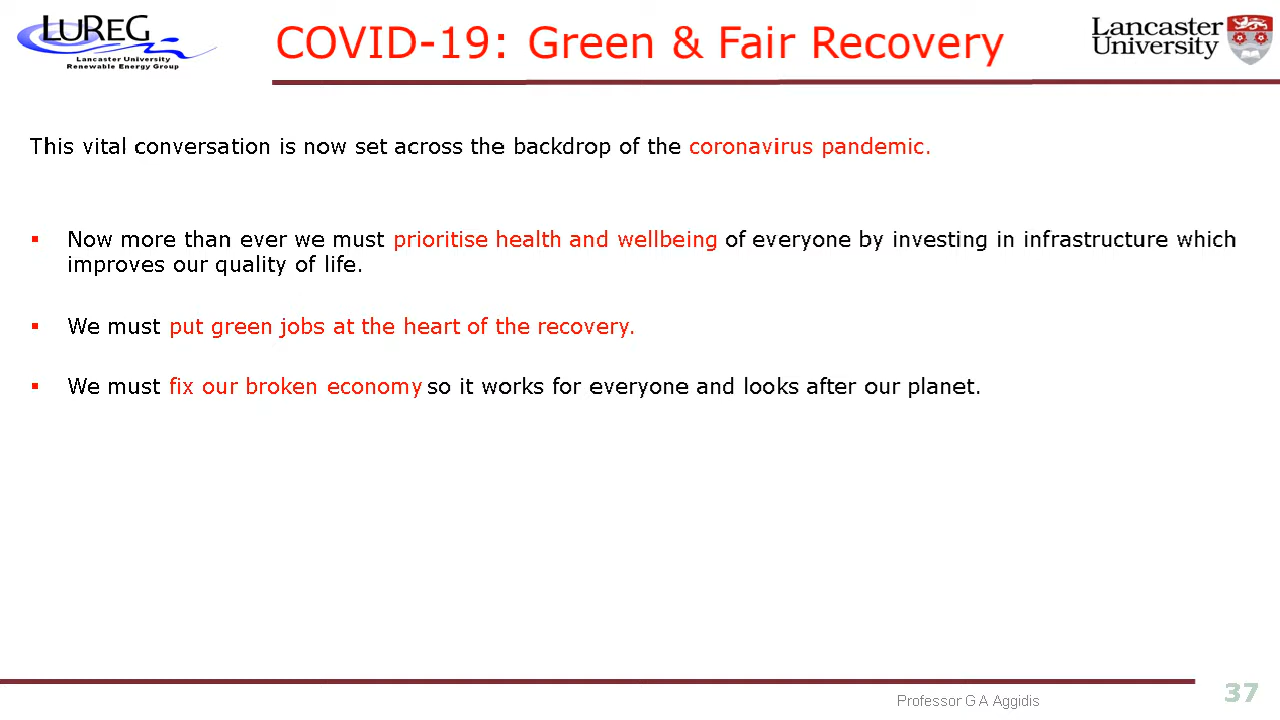 LUREG
Lancaster University
Renewable Energy Group
COVID-19: Green & Fair Recovery
Lancaster
University
This vital conversation is now set across the backdrop of the coronavirus pandemic.
▪ Now more than ever we must prioritise health and wellbeing of everyone by investing in infrastructure which
improves our quality of life.
▪ We must put green jobs at the heart of the recovery.
▪ We must fix our broken economy so it works for everyone and looks after our planet.
Professor G A Aggidis
37